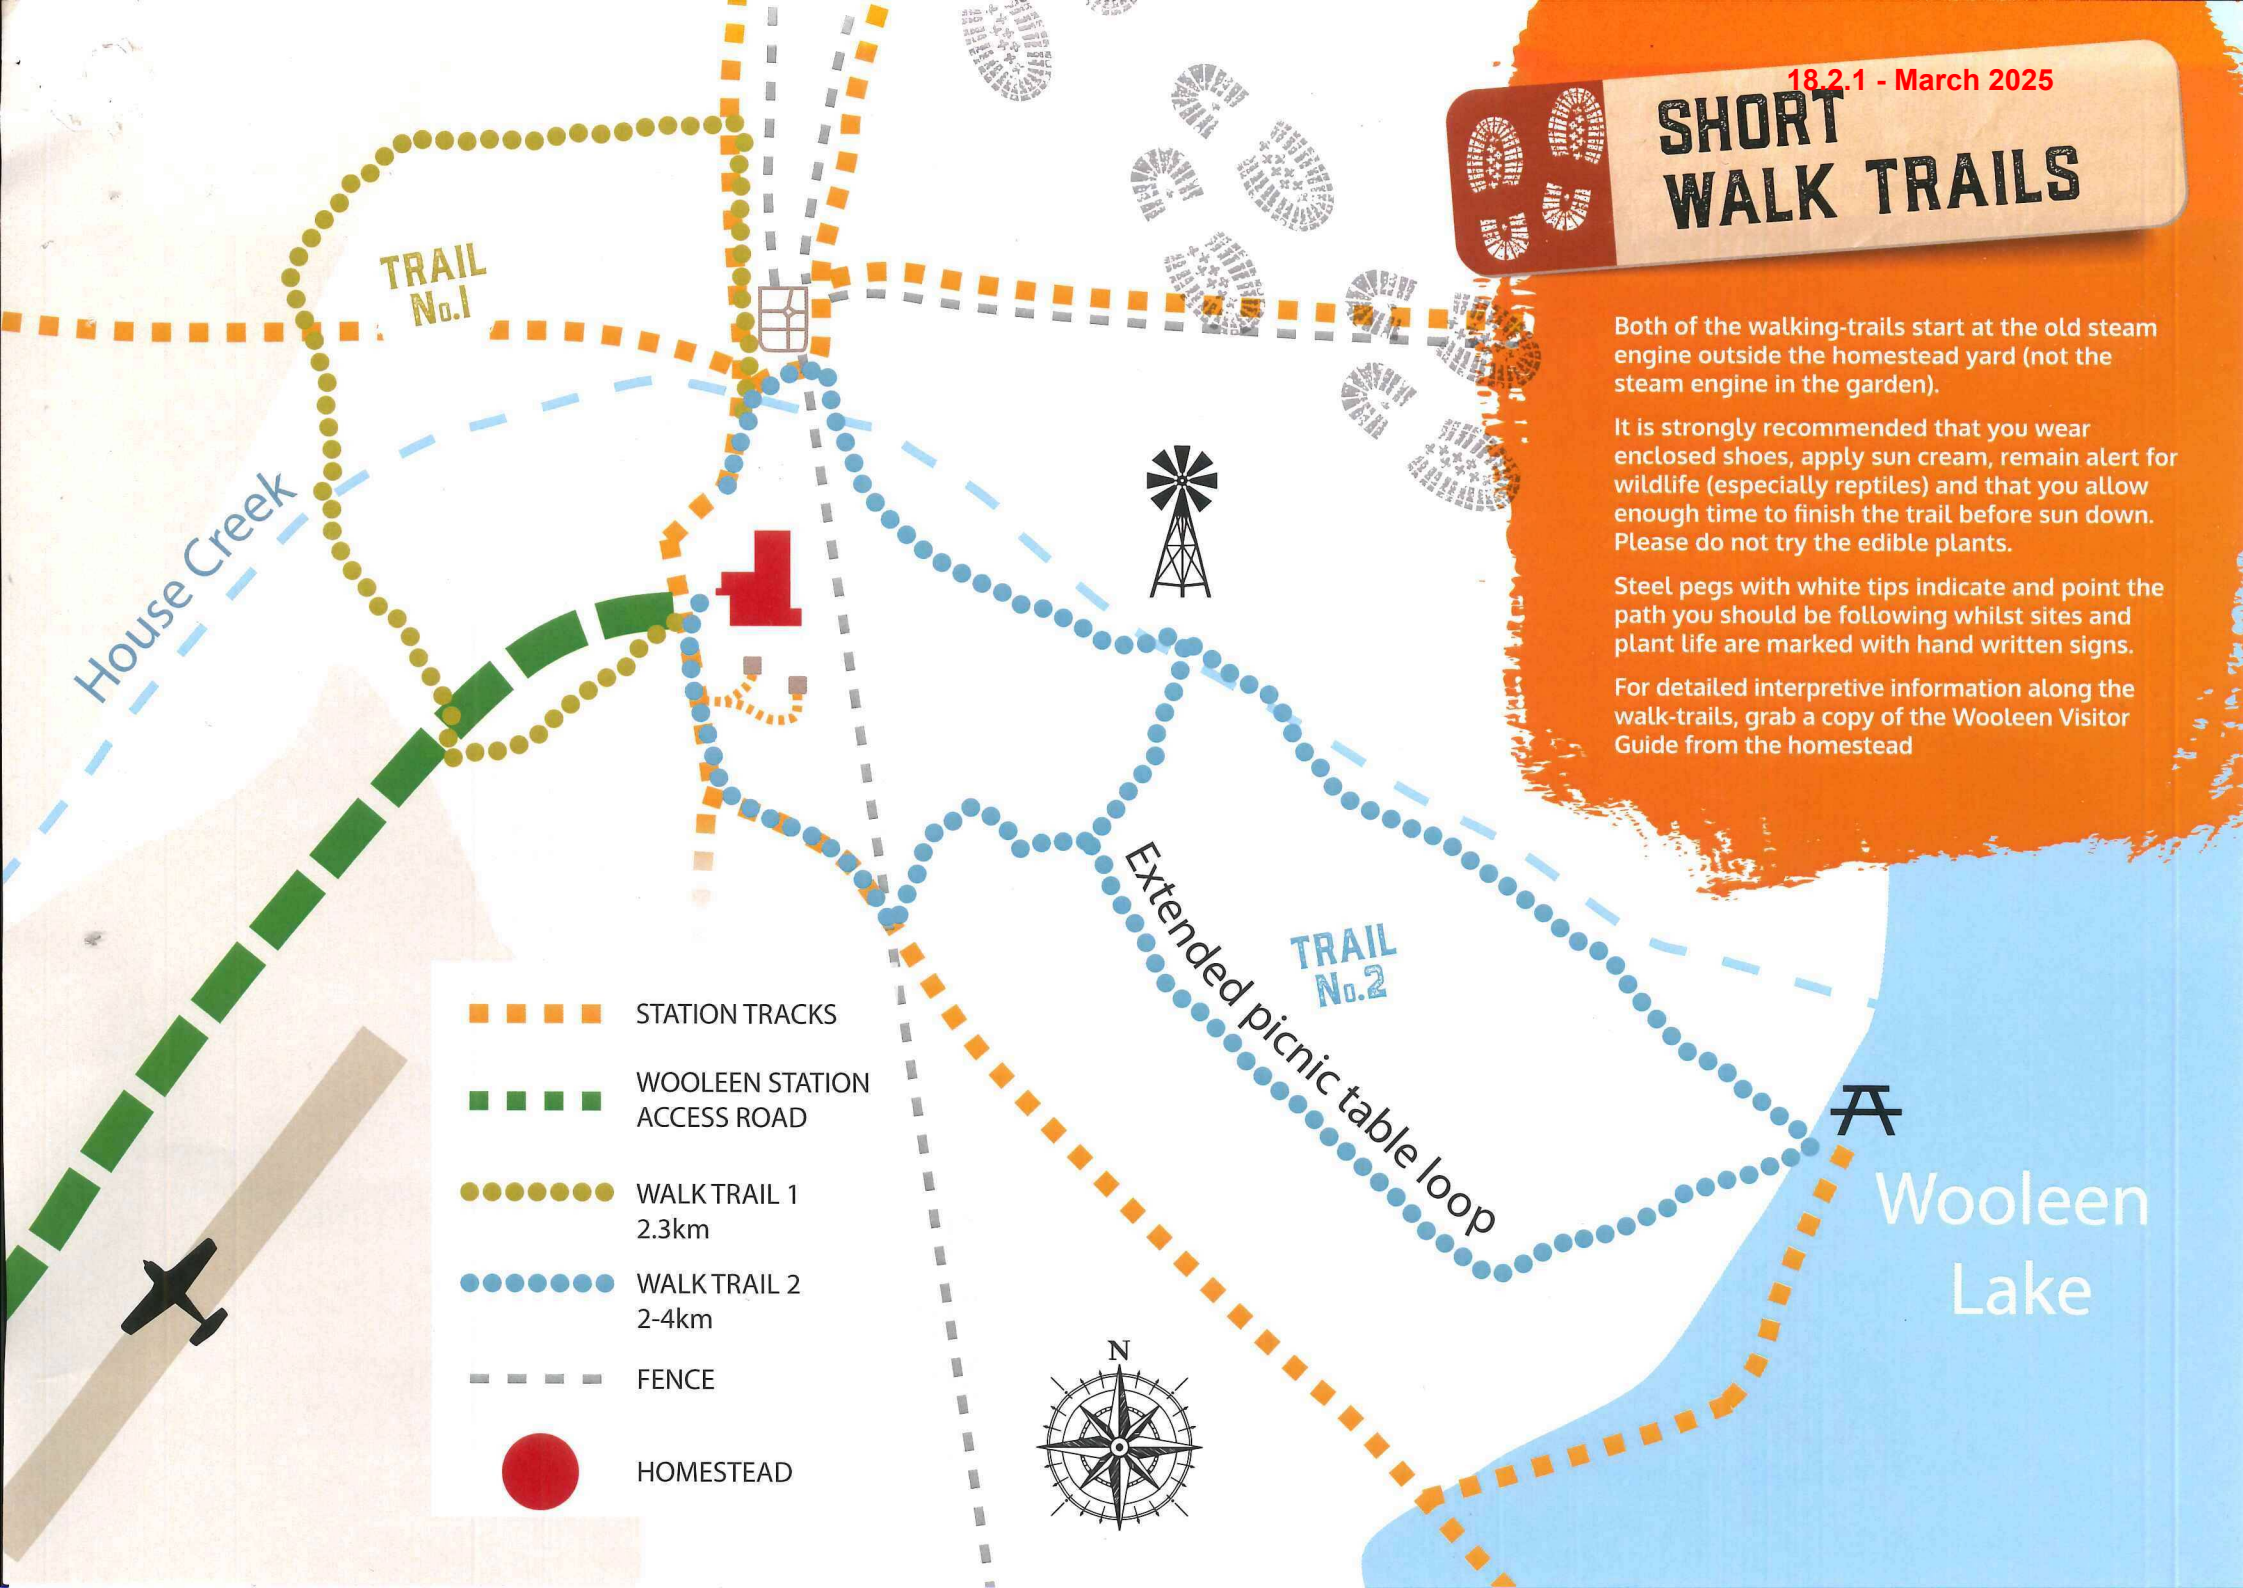 18.2.1 - March 2025
SHORT
WALK TRAILS
Both of the walking-trails start at the old steam
engine outside the homestead yard (not the
steam engine in the garden).
It is strongly recommended that you wear
enclosed shoes, apply sun cream, remain alert for
wildlife (especially reptiles) and that you allow
enough time to finish the trail before sun down.
Please do not try the edible plants.
Steel pegs with white tips indicate and point the
path you should be following whilst sites and
plant life are marked with hand written signs.
For detailed interpretive information along the
walk-trails, grab a copy of the Wooleen Visitor
Guide from the homestead
TRAIL
No.1
House Creek
Extended picnic table loop
TRAIL
No.2
Wooleen
Lake
STATION TRACKS
WOOLEEN STATION
ACCESS ROAD
WALK TRAIL 1
2.3km
WALK TRAIL 2
2-4km
FENCE
HOMESTEAD
N